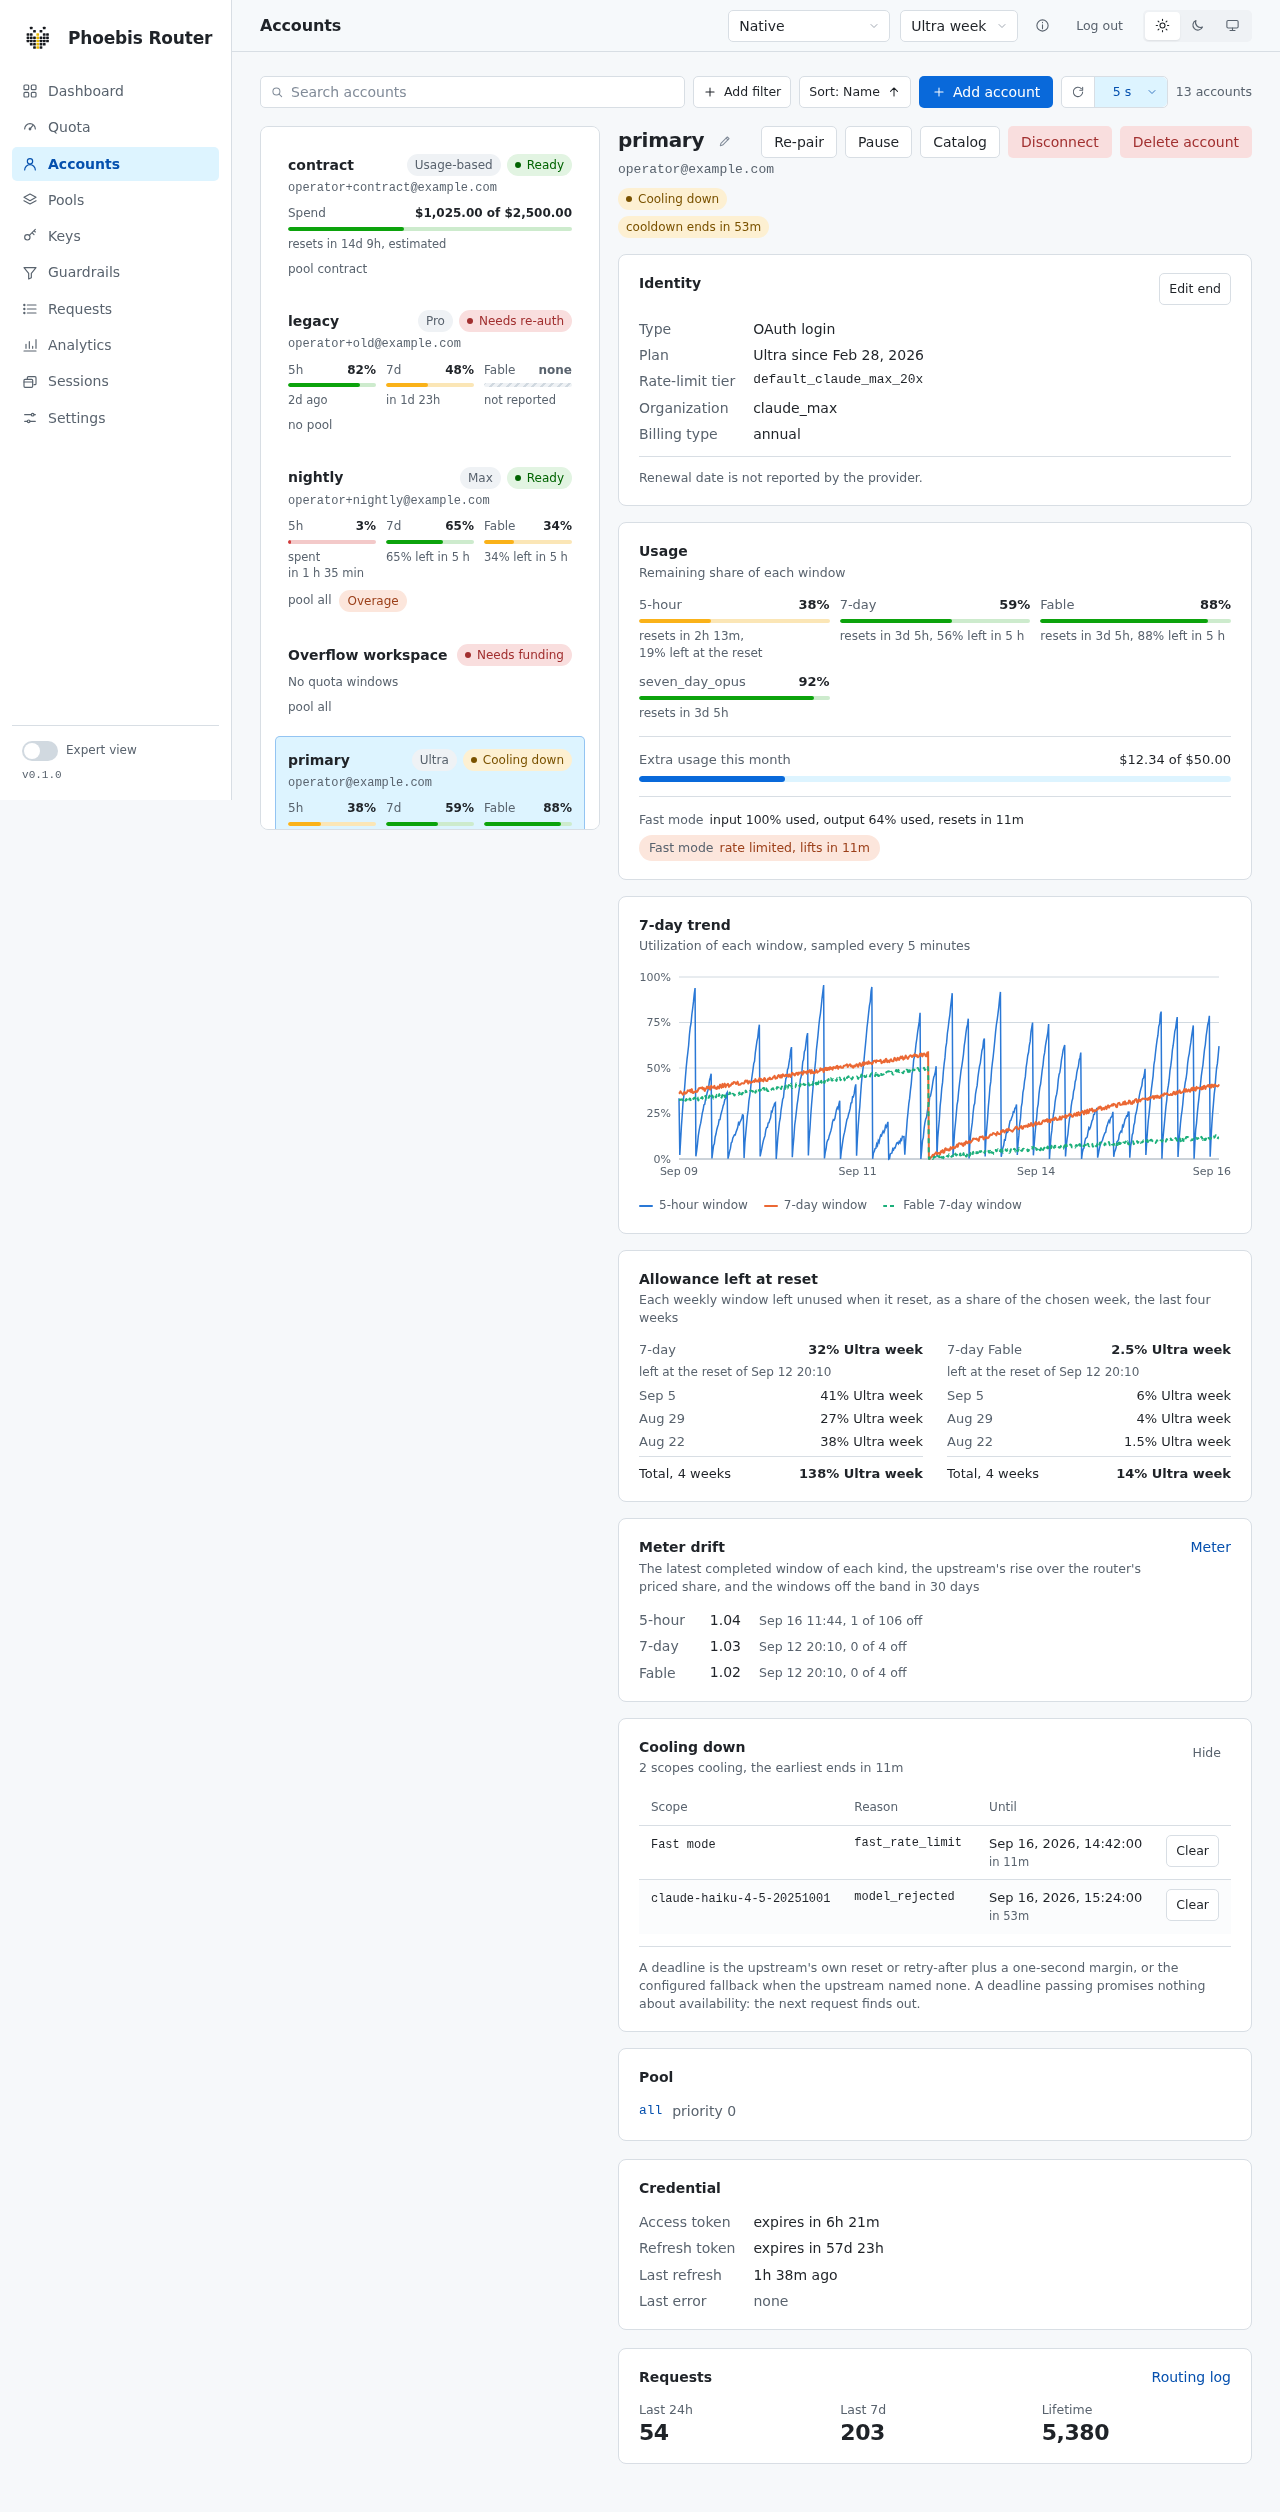 Phoebis Router
Dashboard
Quota
Accounts
Pools
Keys
Guardrails
Requests
Analytics
Sessions
Settings
Expert view
v0.1.0
Accounts
Native
Ultra week
Log out
Search accounts
Add filter
Sort: Name
Add account
5 s
13 accounts
contract Usage-based Ready
operator+contract@example.com
Spend $1,025.00 of $2,500.00
resets in 14d 9h, estimated
pool contract
legacy Pro Needs re-auth
operator+old@example.com
5h 82% 7d 48% Fable none
2d ago in 1d 23h not reported
no pool
nightly Max Ready
operator+nightly@example.com
5h 3% 7d 65% Fable 34%
spent 65% left in 5 h 34% left in 5 h
in 1 h 35 min
pool all Overage
Overflow workspace Needs funding
No quota windows
pool all
primary Ultra Cooling down
operator@example.com
5h 38% 7d 59% Fable 88%
primary
Re-pair
Pause
Catalog
Disconnect
Delete account
operator@example.com
Cooling down
cooldown ends in 53m
Identity
Edit end
Type OAuth login
Plan Ultra since Feb 28, 2026
Rate-limit tier default_claude_max_20x
Organization claude_max
Billing type annual
Renewal date is not reported by the provider.
Usage
Remaining share of each window
5-hour 38% 7-day 59% Fable 88%
resets in 2h 13m, resets in 3d 5h, 56% left in 5 h resets in 3d 5h, 88% left in 5 h
19% left at the reset
seven_day_opus 92%
resets in 3d 5h
Extra usage this month $12.34 of $50.00
Fast mode input 100% used, output 64% used, resets in 11m
Fast mode rate limited, lifts in 11m
7-day trend
Utilization of each window, sampled every 5 minutes
100%
75%
50%
25%
0%
Sep 09 Sep 11 Sep 14 Sep 16
5-hour window 7-day window Fable 7-day window
Allowance left at reset
Each weekly window left unused when it reset, as a share of the chosen week, the last four
weeks
7-day 32% Ultra week 7-day Fable 2.5% Ultra week
left at the reset of Sep 12 20:10 left at the reset of Sep 12 20:10
Sep 5 41% Ultra week Sep 5 6% Ultra week
Aug 29 27% Ultra week Aug 29 4% Ultra week
Aug 22 38% Ultra week Aug 22 1.5% Ultra week
Total, 4 weeks 138% Ultra week Total, 4 weeks 14% Ultra week
Meter drift Meter
The latest completed window of each kind, the upstream's rise over the router's
priced share, and the windows off the band in 30 days
5-hour 1.04 Sep 16 11:44, 1 of 106 off
7-day 1.03 Sep 12 20:10, 0 of 4 off
Fable 1.02 Sep 12 20:10, 0 of 4 off
Cooling down Hide
2 scopes cooling, the earliest ends in 11m
Scope Reason Until
Fast mode fast_rate_limit Sep 16, 2026, 14:42:00 Clear
in 11m
claude-haiku-4-5-20251001 model_rejected Sep 16, 2026, 15:24:00 Clear
in 53m
A deadline is the upstream's own reset or retry-after plus a one-second margin, or the
configured fallback when the upstream named none. A deadline passing promises nothing
about availability: the next request finds out.
Pool
all priority 0
Credential
Access token expires in 6h 21m
Refresh token expires in 57d 23h
Last refresh 1h 38m ago
Last error none
Requests Routing log
Last 24h Last 7d Lifetime
54 203 5,380